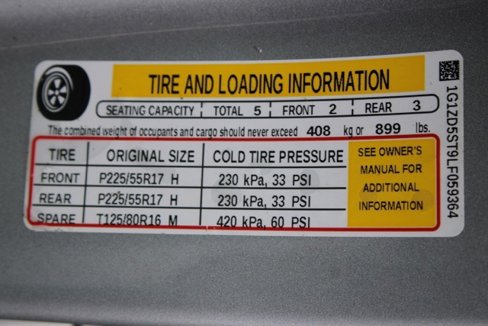 TIRE AND LOADING INFORMATION
SEATING CAPACITY TOTAL 5 FRONT 2 REAR 3
The combined weight of occupants and cargo should never exceed 408 kg or 899 lbs.
TIRE ORIGINAL SIZE COLD TIRE PRESSURE
FRONT P225/55R17 H 230 kPa, 33 PSI
REAR P225/55R17 H 230 kPa, 33 PSI
SPARE T125/80R16 M 420 kPa, 60 PSI
SEE OWNER'S
MANUAL FOR
ADDITIONAL
INFORMATION
1G1ZD5ST9LF059364